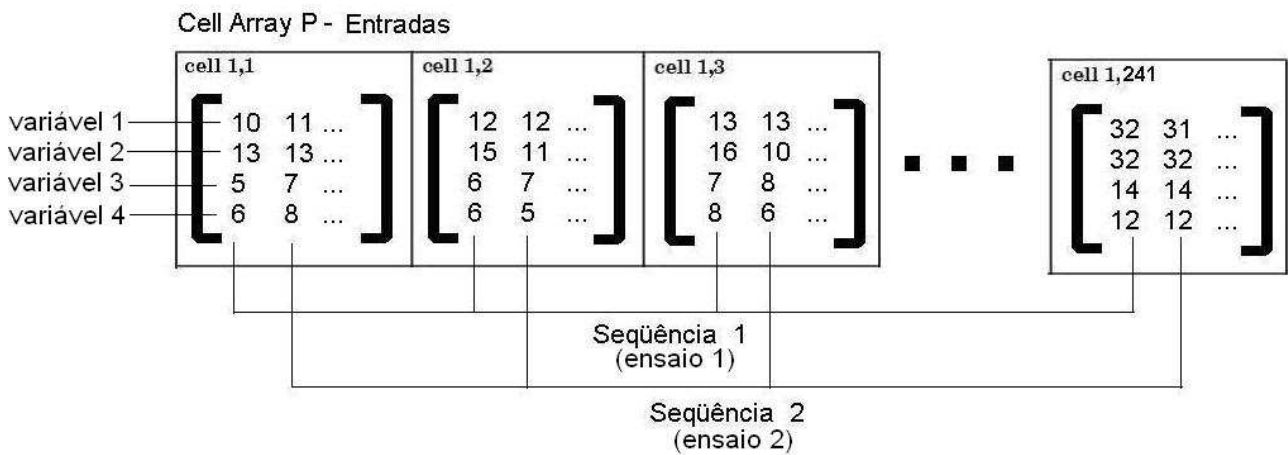 Cell Array P - Entradas
cell 1,1 cell 1,2 cell 1,3 cell 1,241
variável 1 10 11 ... 12 12 ... 13 13 ... 32 31 ...
variável 2 13 13 ... 15 11 ... 16 10 ... 32 32 ...
variável 3 5 7 ... 6 7 ... 7 8 ... 14 14 ...
variável 4 6 8 ... 6 5 ... 8 6 ... 12 12 ...
Seqüência 1
(ensaio 1)
Seqüência 2
(ensaio 2)